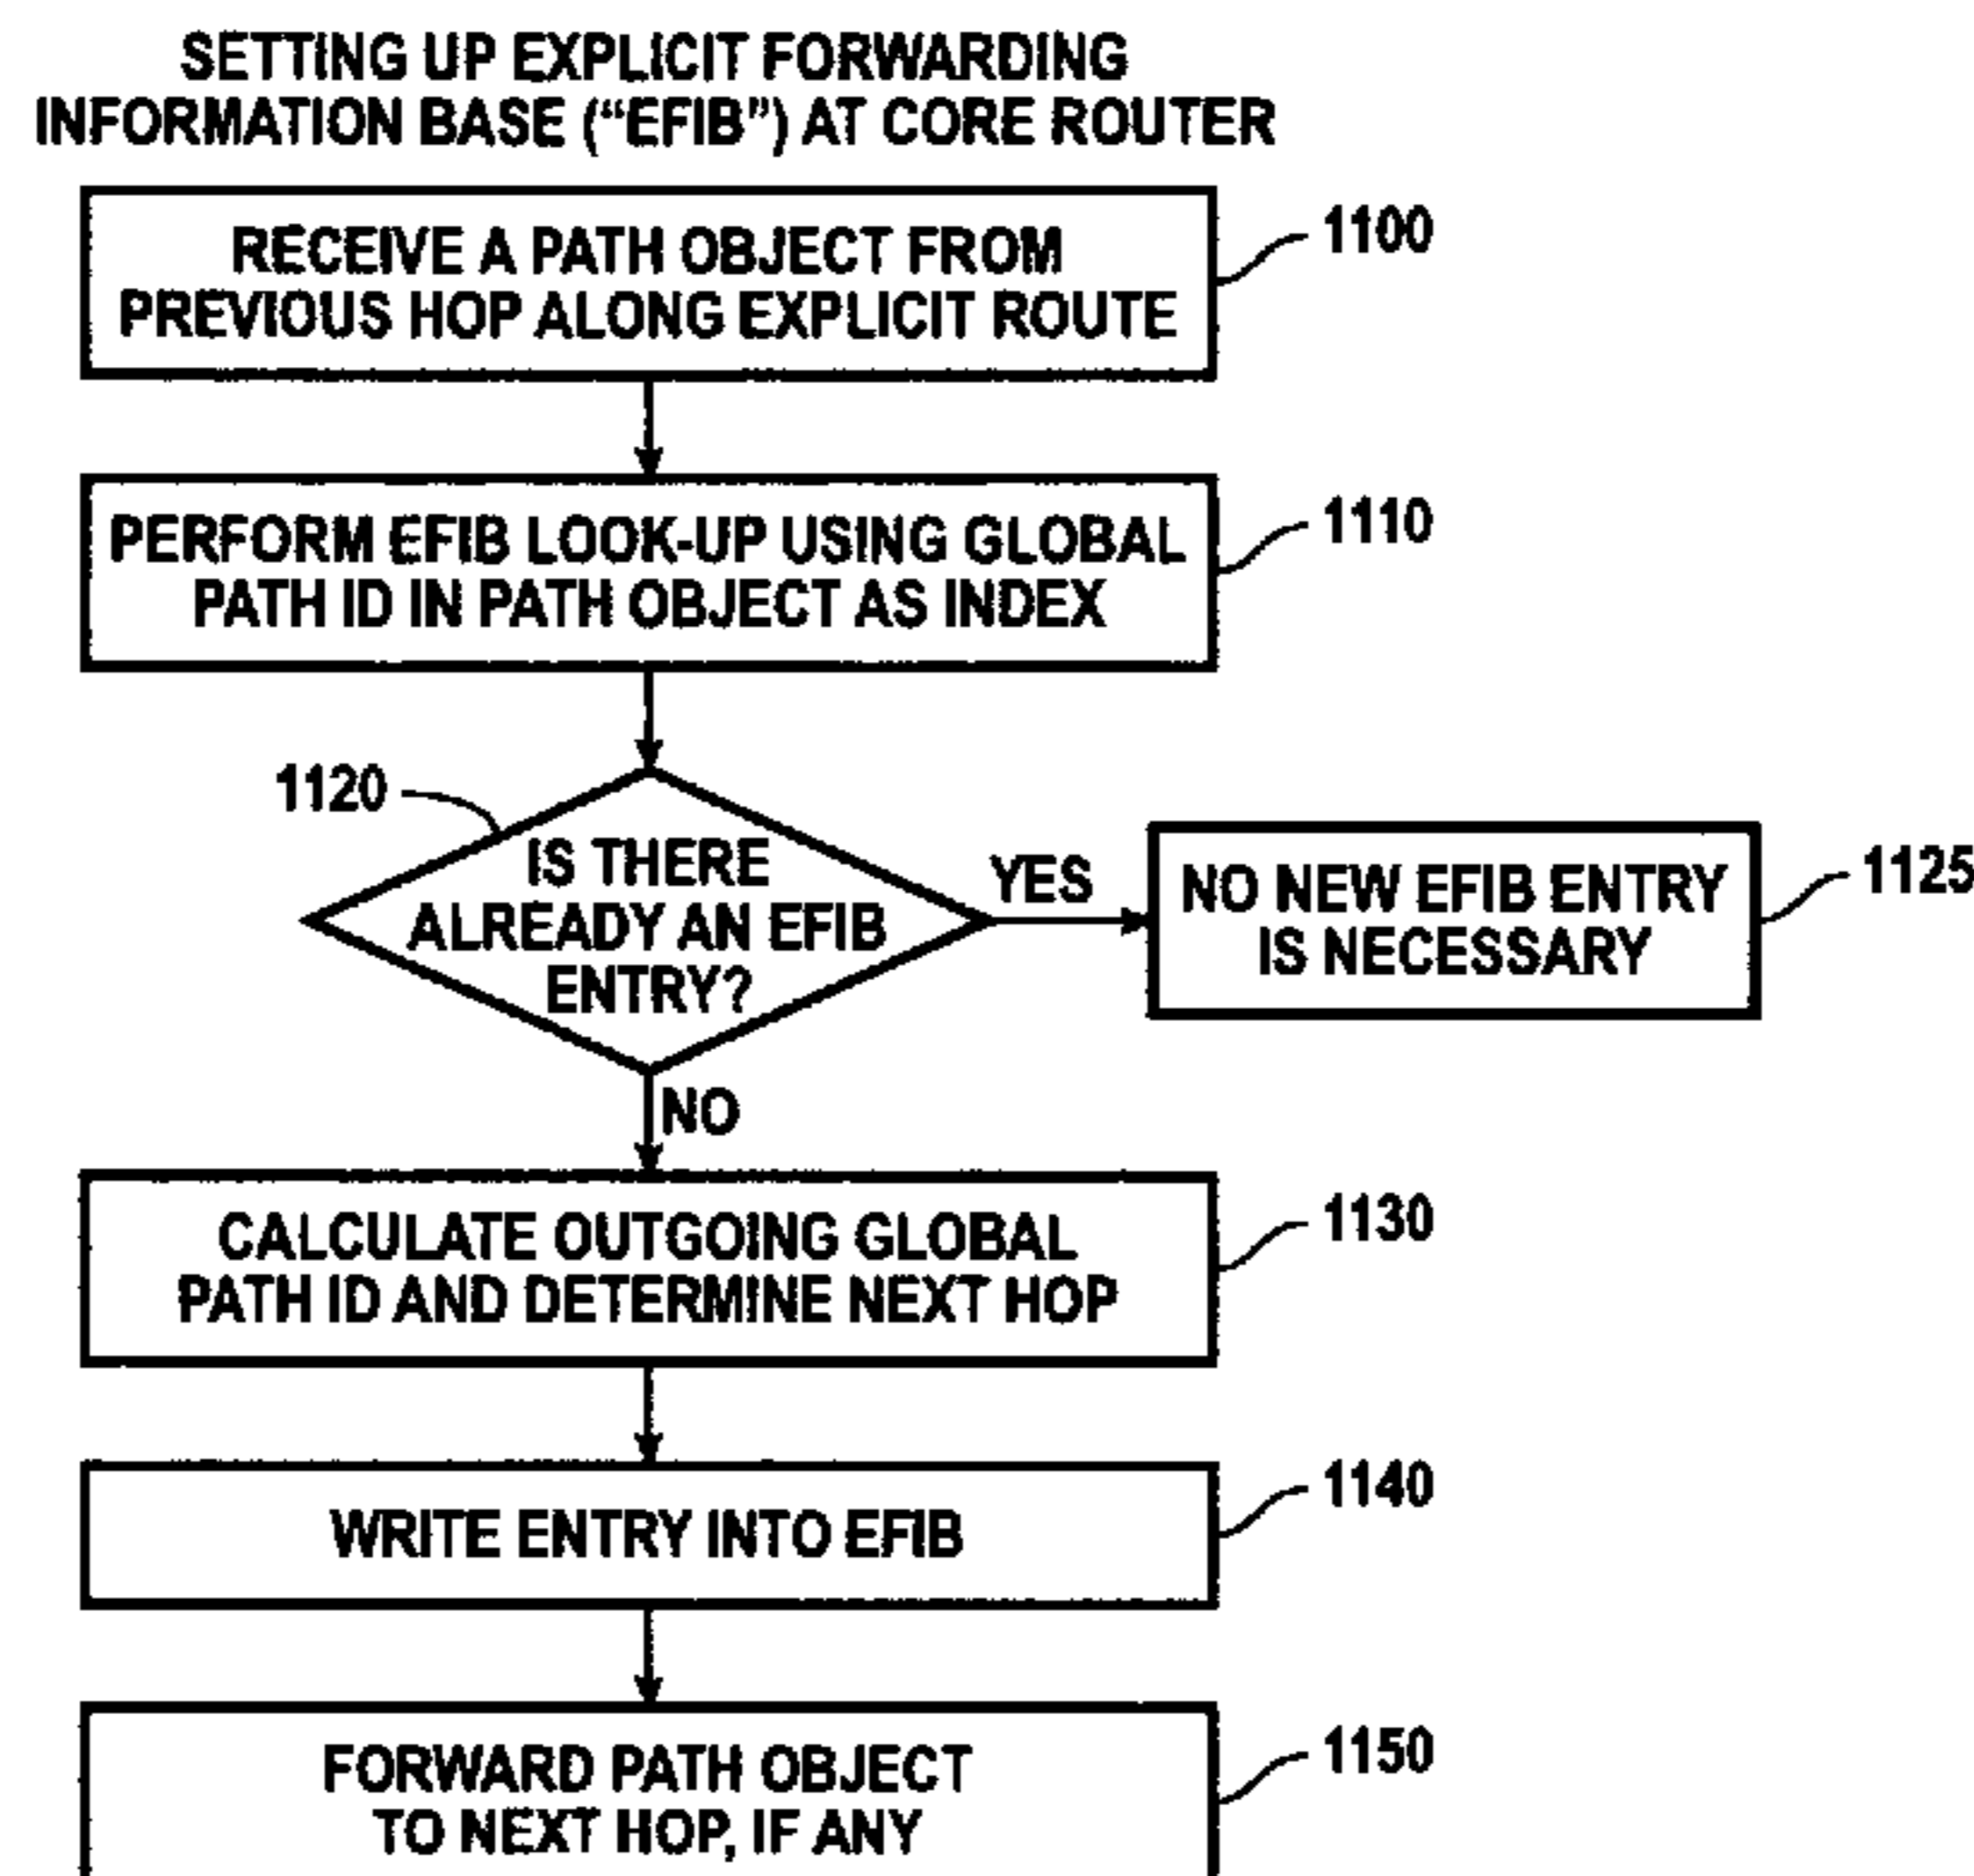 SETTING UP EXPLICIT FORWARDING
INFORMATION BASE (“EFIB”) AT CORE ROUTER
RECEIVE A PATH OBJECT FROM
PREVIOUS HOP ALONG EXPLICIT ROUTE
1100
PERFORM EFIB LOOK-UP USING GLOBAL
PATH ID IN PATH OBJECT AS INDEX
1110
1120
IS THERE
ALREADY AN EFIB
ENTRY?
YES
NO NEW EFIB ENTRY
IS NECESSARY
1125
NO
CALCULATE OUTGOING GLOBAL
PATH ID AND DETERMINE NEXT HOP
1130
WRITE ENTRY INTO EFIB
1140
FORWARD PATH OBJECT
TO NEXT HOP, IF ANY
1150